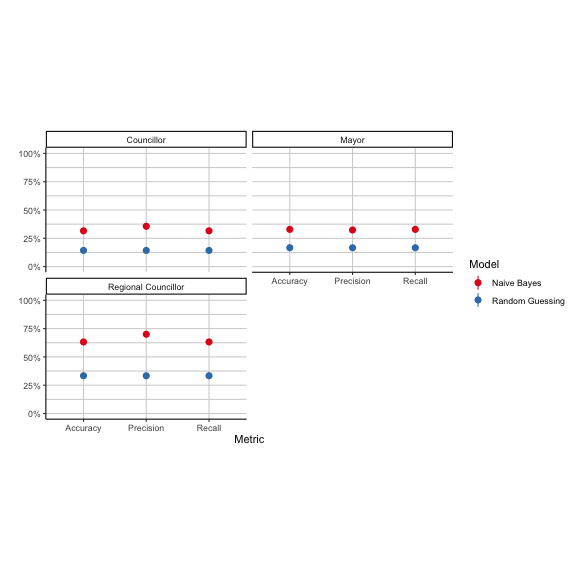 Councillor
Mayor
100%
75%
50%
25%
0%
Accuracy Precision Recall
Regional Councillor
100%
75%
50%
25%
0%
Accuracy Precision Recall
Metric
Model
Naive Bayes
Random Guessing